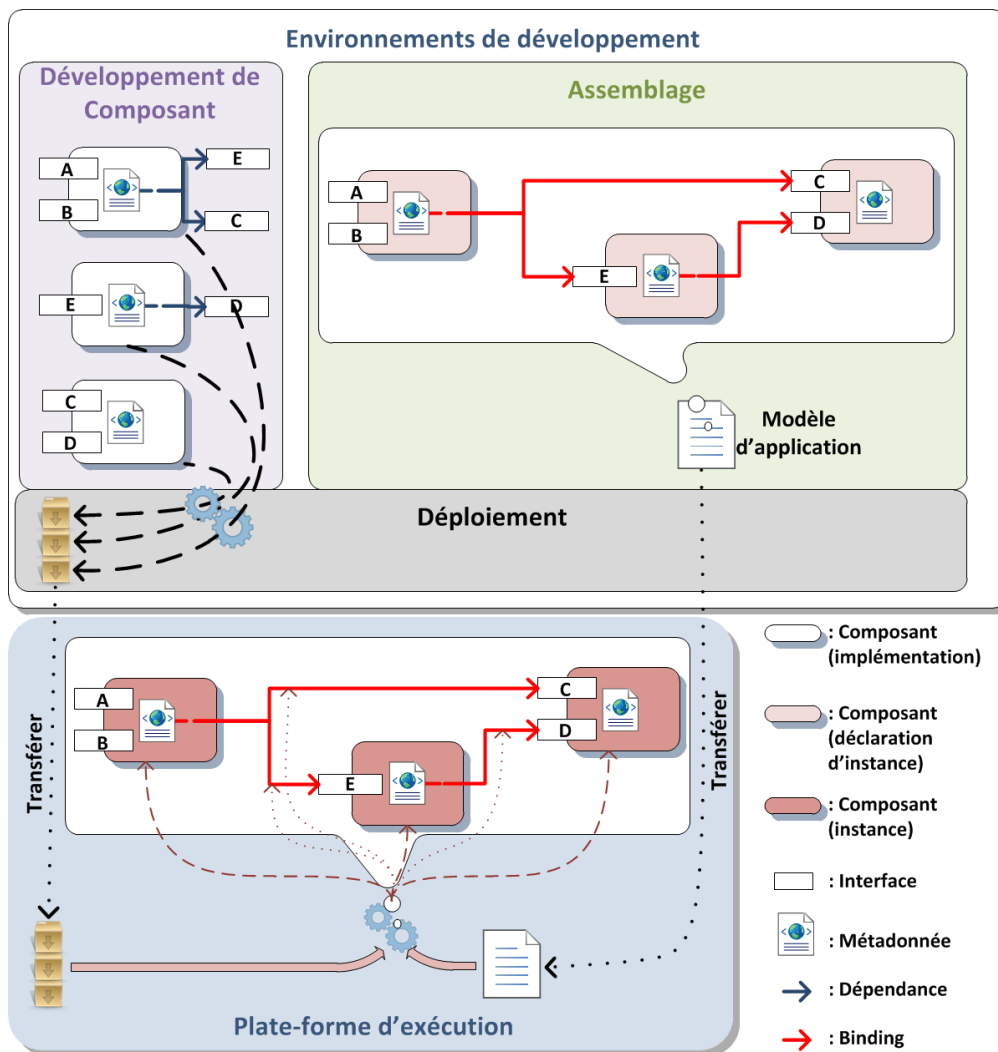 Environnements de développement
Développement de
Composant
A
B
E
C
E
D
C
D
Assemblage
A
B
E
C
D
Modèle
d'application
Déploiement
Transférer
Transférer
A
B
E
C
D
Plate-forme d'exécution
: Composant
(implémentation)
: Composant
(déclaration
d'instance)
: Composant
(instance)
: Interface
: Métadonnée
: Dépendance
: Binding